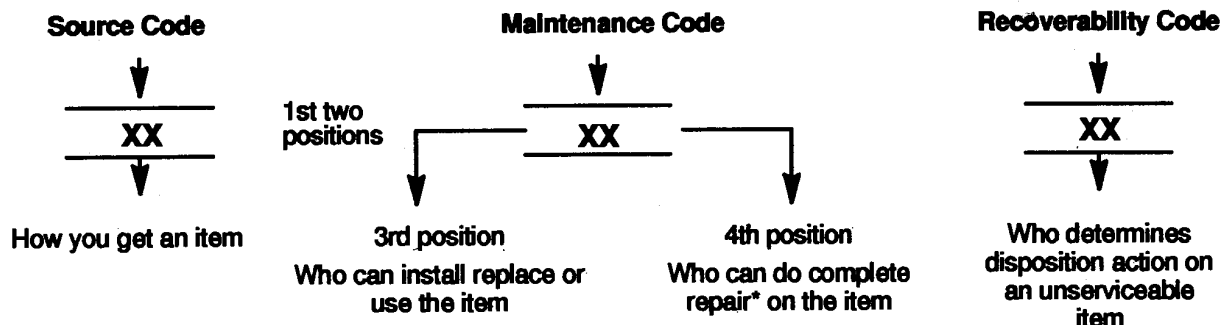 Source Code
Maintenance Code
Recoverability Code
XX
1st two
positions
XX
XX
How you get an item
3rd position
Who can install replace or
use the item
4th position
Who can do complete
repair* on the item
Who determines
disposition action on
an unserviceable
item